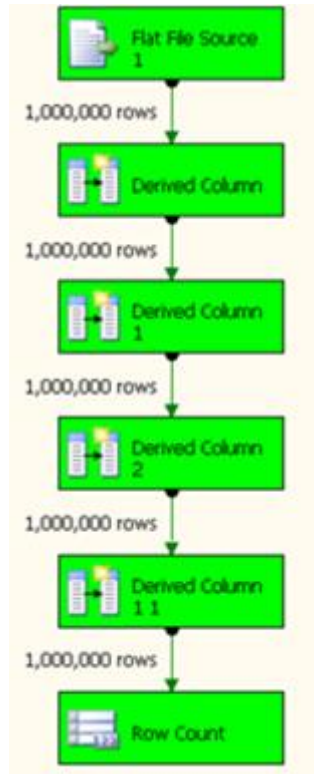 Flat File Source
1
1,000,000 rows
Derived Column
1,000,000 rows
Derived Column
1
1,000,000 rows
Derived Column
2
1,000,000 rows
Derived Column
1 1
1,000,000 rows
Row Count